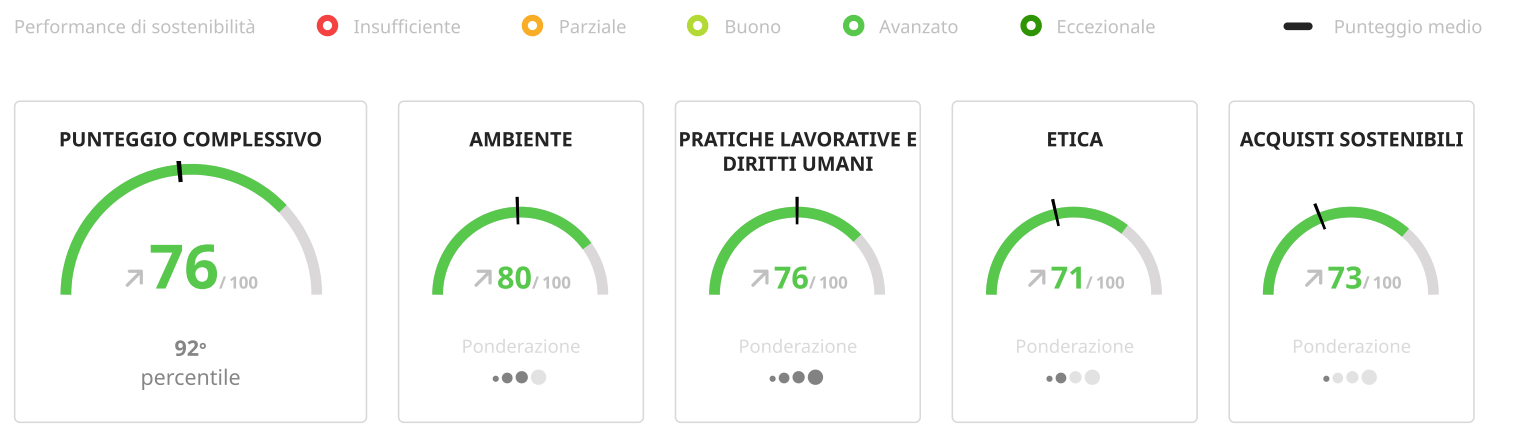 Performance di sostenibilità
Insufficiente
Parziale
Buono
Avanzato
Eccezionale
Punteggio medio
PUNTEGGIO COMPLESSIVO
76 / 100
92°
percentile
AMBIENTE
80 / 100
Ponderazione
PRATICHE LAVORATIVE E
DIRITTI UMANI
76 / 100
Ponderazione
ETICA
71 / 100
Ponderazione
ACQUISTI SOSTENIBILI
73 / 100
Ponderazione